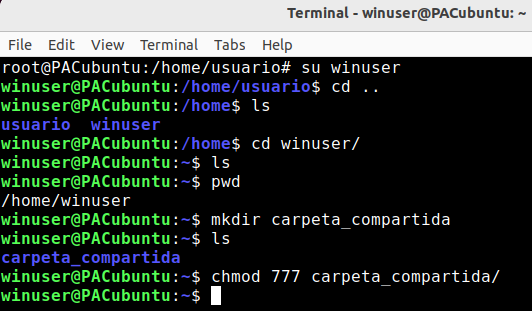 Terminal - winuser@PACubuntu: ~
File Edit View Terminal Tabs Help
root@PACubuntu:/home/usuario# su winuser
winuser@PACubuntu:/home/usuario$ cd ..
winuser@PACubuntu:/home$ ls
usuario  winuser
winuser@PACubuntu:/home$ cd winuser/
winuser@PACubuntu:~$ ls
winuser@PACubuntu:~$ pwd
/home/winuser
winuser@PACubuntu:~$ mkdir carpeta_compartida
winuser@PACubuntu:~$ ls
carpeta_compartida
winuser@PACubuntu:~$ chmod 777 carpeta_compartida/
winuser@PACubuntu:~$